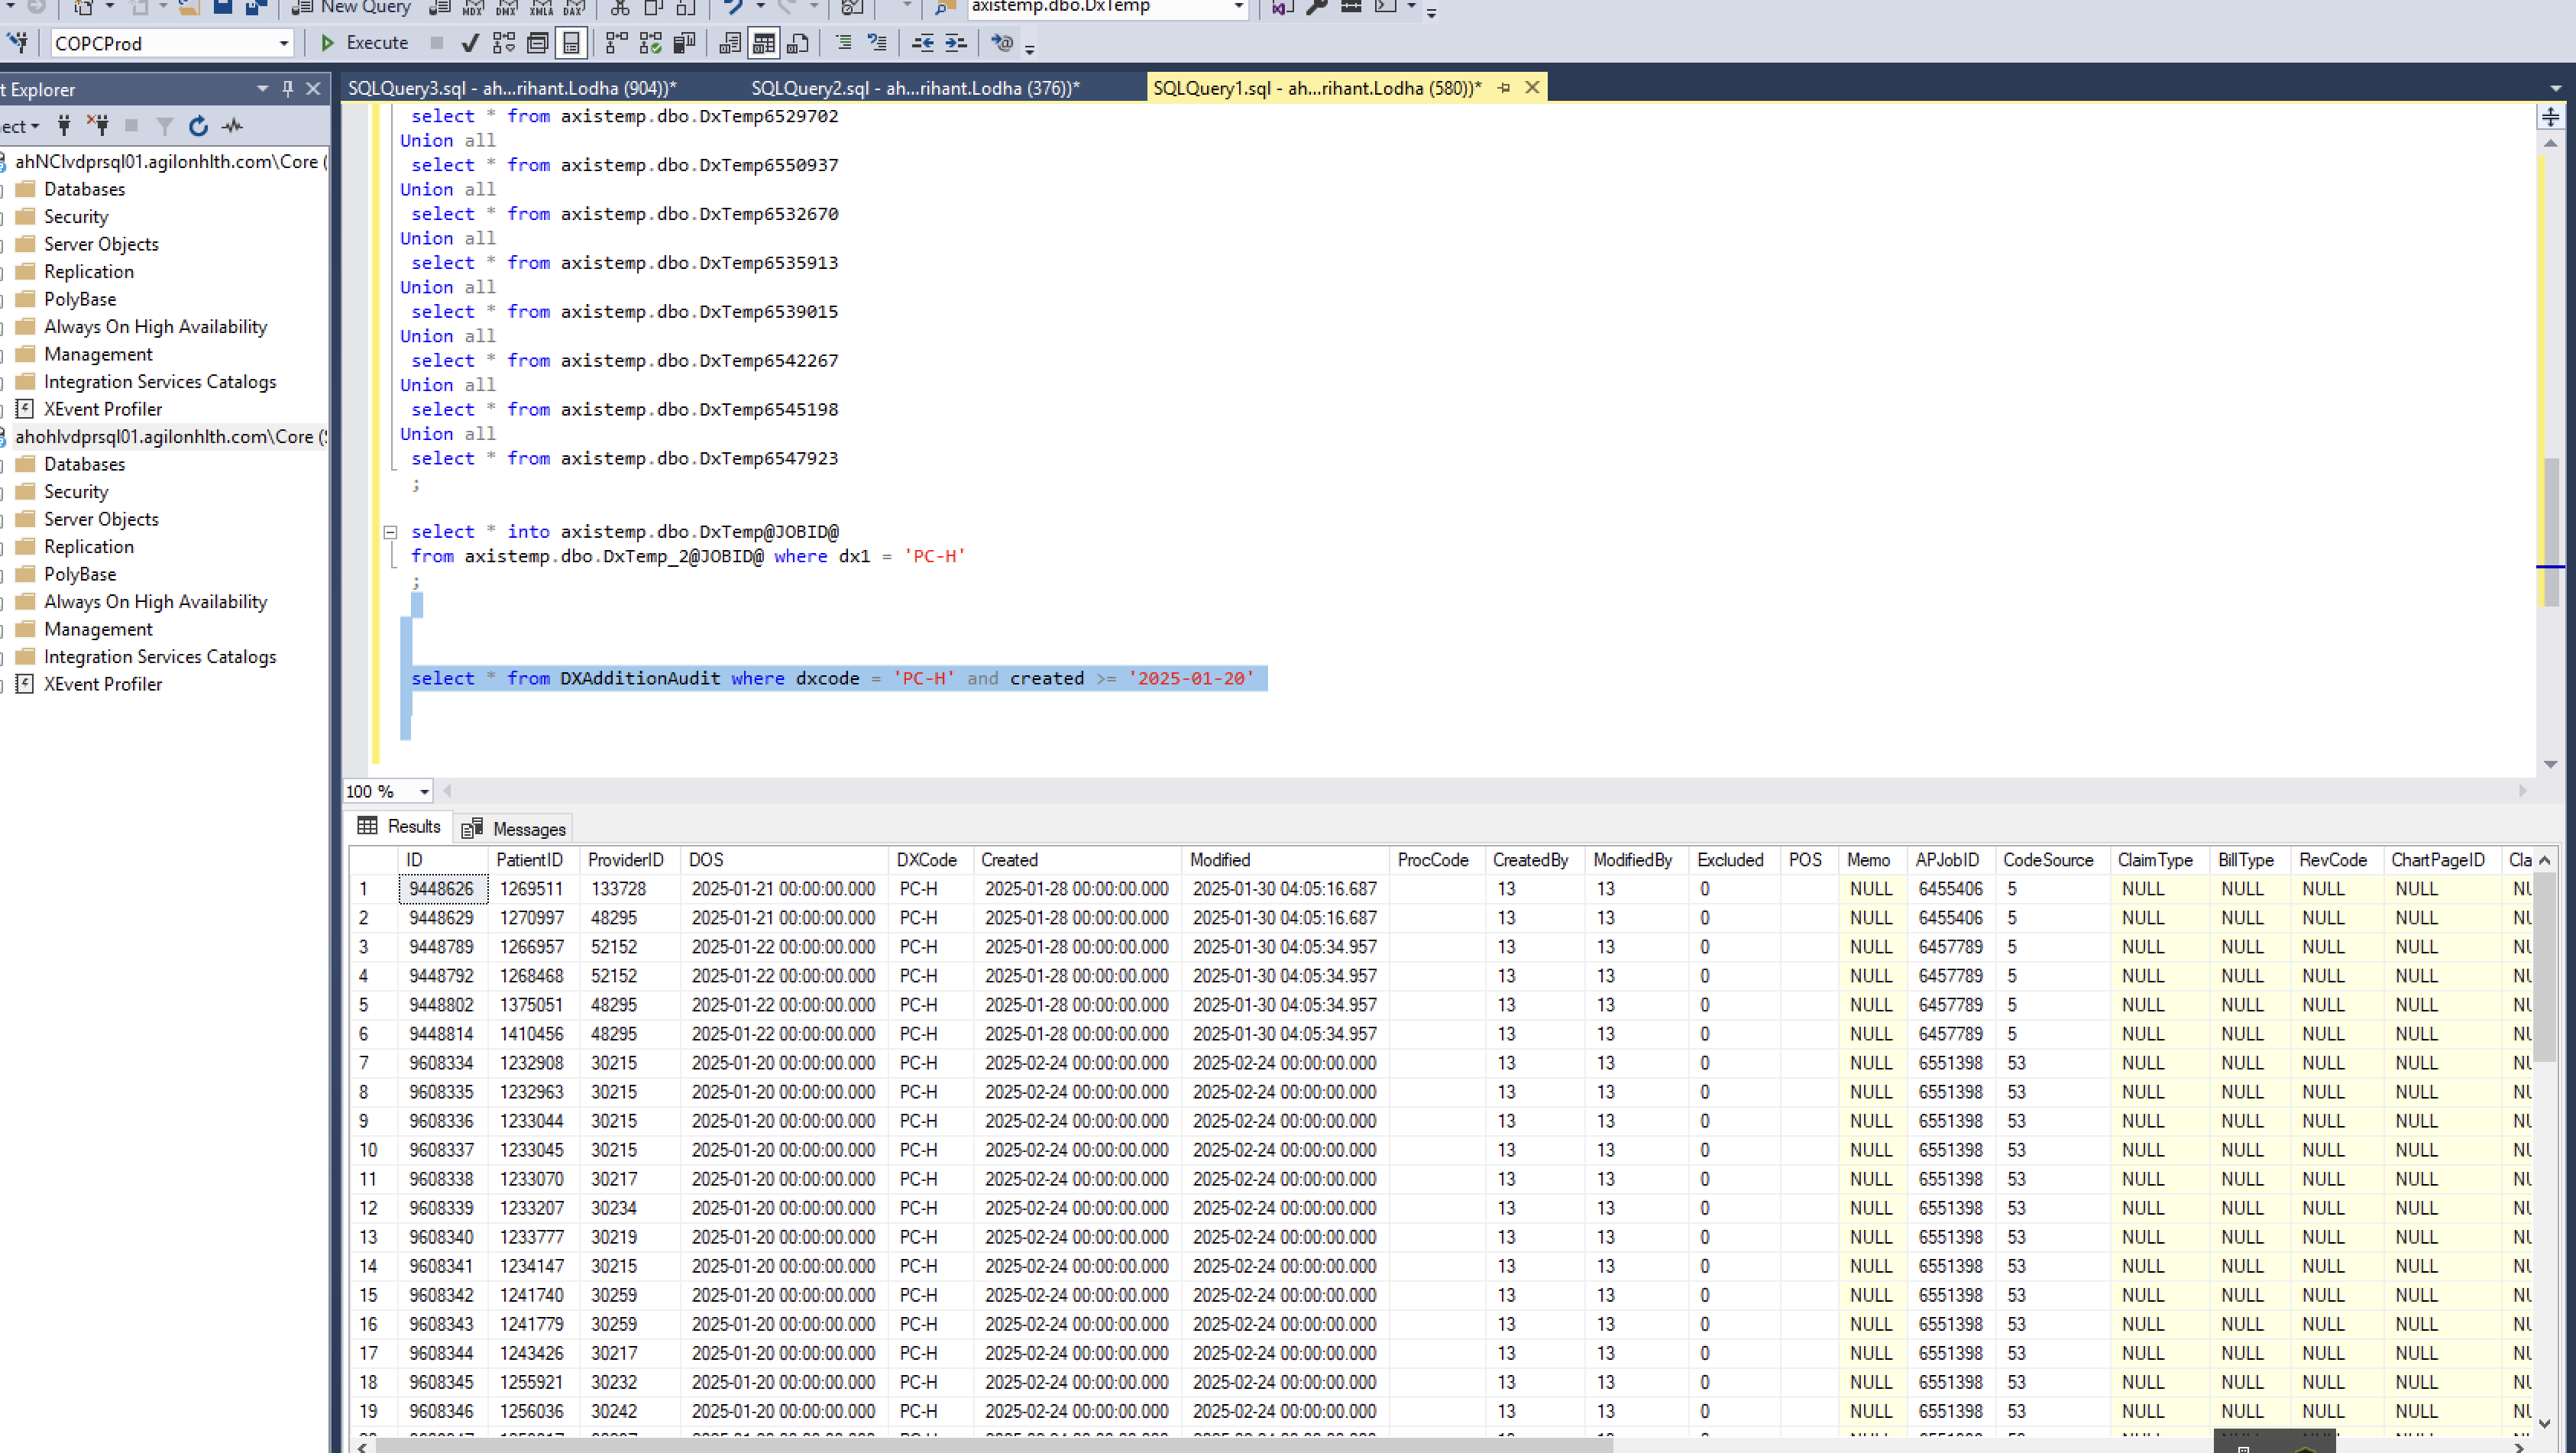 New Query MDX DMX XMLA DAX axistemp.dbo.DxTemp
COPCProd Execute
t Explorer
SQLQuery3.sql - ah...rihant.Lodha (904))* SQLQuery2.sql - ah...rihant.Lodha (376))* SQLQuery1.sql - ah...rihant.Lodha (580))*
ect
ahNClvdprsql01.agilonhlth.com\Core (
Databases
Security
Server Objects
Replication
PolyBase
Always On High Availability
Management
Integration Services Catalogs
XEvent Profiler
ahohlvdprsql01.agilonhlth.com\Core (S
Databases
Security
Server Objects
Replication
PolyBase
Always On High Availability
Management
Integration Services Catalogs
XEvent Profiler
select * from axistemp.dbo.DxTemp6529702
Union all
select * from axistemp.dbo.DxTemp6550937
Union all
select * from axistemp.dbo.DxTemp6532670
Union all
select * from axistemp.dbo.DxTemp6535913
Union all
select * from axistemp.dbo.DxTemp6539015
Union all
select * from axistemp.dbo.DxTemp6542267
Union all
select * from axistemp.dbo.DxTemp6545198
Union all
select * from axistemp.dbo.DxTemp6547923
;
select * into axistemp.dbo.DxTemp@JOBID@
from axistemp.dbo.DxTemp_2@JOBID@ where dx1 = 'PC-H'
;
select * from DXAdditionAudit where dxcode = 'PC-H' and created >= '2025-01-20'
100 %
Results Messages
ID PatientID ProviderID DOS DXCode Created Modified ProcCode CreatedBy ModifiedBy Excluded POS Memo APJobID CodeSource ClaimType BillType RevCode ChartPageID Cla
1 9448626 1269511 133728 2025-01-21 00:00:00.000 PC-H 2025-01-28 00:00:00.000 2025-01-30 04:05:16.687 13 13 0 NULL 6455406 5 NULL NULL NULL NULL NU
2 9448629 1270997 48295 2025-01-21 00:00:00.000 PC-H 2025-01-28 00:00:00.000 2025-01-30 04:05:16.687 13 13 0 NULL 6455406 5 NULL NULL NULL NULL NU
3 9448789 1266957 52152 2025-01-22 00:00:00.000 PC-H 2025-01-28 00:00:00.000 2025-01-30 04:05:34.957 13 13 0 NULL 6457789 5 NULL NULL NULL NULL NU
4 9448792 1268468 52152 2025-01-22 00:00:00.000 PC-H 2025-01-28 00:00:00.000 2025-01-30 04:05:34.957 13 13 0 NULL 6457789 5 NULL NULL NULL NULL NU
5 9448802 1375051 48295 2025-01-22 00:00:00.000 PC-H 2025-01-28 00:00:00.000 2025-01-30 04:05:34.957 13 13 0 NULL 6457789 5 NULL NULL NULL NULL NU
6 9448814 1410456 48295 2025-01-22 00:00:00.000 PC-H 2025-01-28 00:00:00.000 2025-01-30 04:05:34.957 13 13 0 NULL 6457789 5 NULL NULL NULL NULL NU
7 9608334 1232908 30215 2025-01-20 00:00:00.000 PC-H 2025-02-24 00:00:00.000 2025-02-24 00:00:00.000 13 13 0 NULL 6551398 53 NULL NULL NULL NULL NU
8 9608335 1232963 30215 2025-01-20 00:00:00.000 PC-H 2025-02-24 00:00:00.000 2025-02-24 00:00:00.000 13 13 0 NULL 6551398 53 NULL NULL NULL NULL NU
9 9608336 1233044 30215 2025-01-20 00:00:00.000 PC-H 2025-02-24 00:00:00.000 2025-02-24 00:00:00.000 13 13 0 NULL 6551398 53 NULL NULL NULL NULL NU
10 9608337 1233045 30215 2025-01-20 00:00:00.000 PC-H 2025-02-24 00:00:00.000 2025-02-24 00:00:00.000 13 13 0 NULL 6551398 53 NULL NULL NULL NULL NU
11 9608338 1233070 30217 2025-01-20 00:00:00.000 PC-H 2025-02-24 00:00:00.000 2025-02-24 00:00:00.000 13 13 0 NULL 6551398 53 NULL NULL NULL NULL NU
12 9608339 1233207 30234 2025-01-20 00:00:00.000 PC-H 2025-02-24 00:00:00.000 2025-02-24 00:00:00.000 13 13 0 NULL 6551398 53 NULL NULL NULL NULL NU
13 9608340 1233777 30219 2025-01-20 00:00:00.000 PC-H 2025-02-24 00:00:00.000 2025-02-24 00:00:00.000 13 13 0 NULL 6551398 53 NULL NULL NULL NULL NU
14 9608341 1234147 30215 2025-01-20 00:00:00.000 PC-H 2025-02-24 00:00:00.000 2025-02-24 00:00:00.000 13 13 0 NULL 6551398 53 NULL NULL NULL NULL NU
15 9608342 1241740 30259 2025-01-20 00:00:00.000 PC-H 2025-02-24 00:00:00.000 2025-02-24 00:00:00.000 13 13 0 NULL 6551398 53 NULL NULL NULL NULL NU
16 9608343 1241779 30259 2025-01-20 00:00:00.000 PC-H 2025-02-24 00:00:00.000 2025-02-24 00:00:00.000 13 13 0 NULL 6551398 53 NULL NULL NULL NULL NU
17 9608344 1243426 30217 2025-01-20 00:00:00.000 PC-H 2025-02-24 00:00:00.000 2025-02-24 00:00:00.000 13 13 0 NULL 6551398 53 NULL NULL NULL NULL NU
18 9608345 1255921 30232 2025-01-20 00:00:00.000 PC-H 2025-02-24 00:00:00.000 2025-02-24 00:00:00.000 13 13 0 NULL 6551398 53 NULL NULL NULL NULL NU
19 9608346 1256036 30242 2025-01-20 00:00:00.000 PC-H 2025-02-24 00:00:00.000 2025-02-24 00:00:00.000 13 13 0 NULL 6551398 53 NULL NULL NULL NULL NU